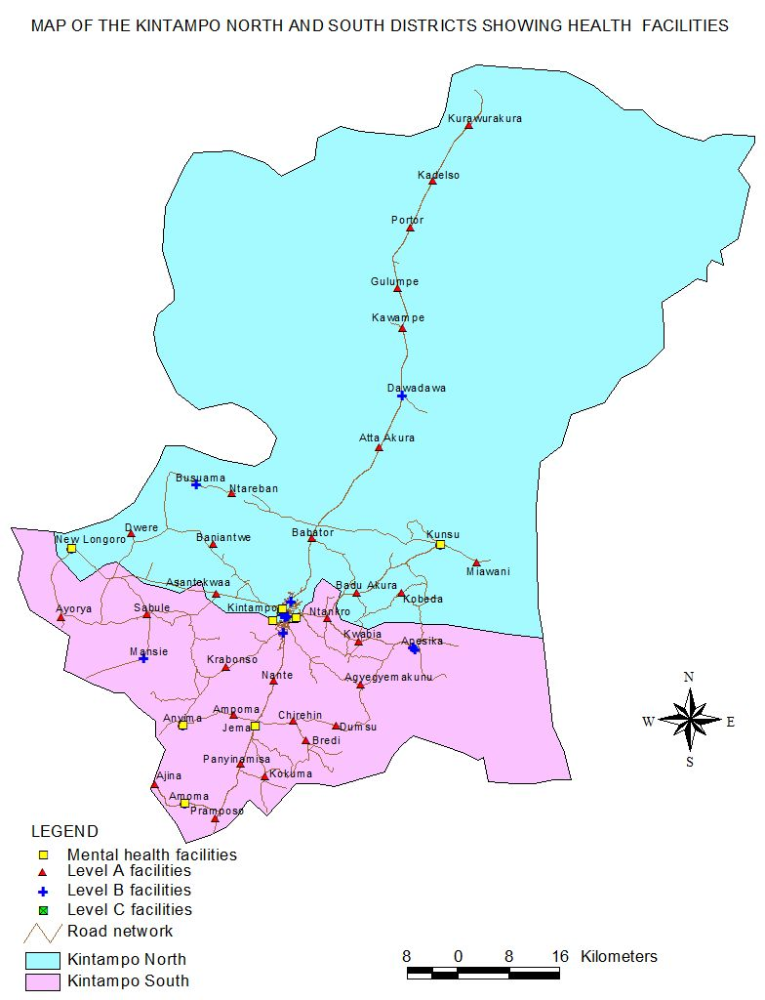 MAP OF THE KINTAMPO NORTH AND SOUTH DISTRICTS SHOWING HEALTH FACILITIES
Kurawurakura
Kadelso
Portor
Gulumpe
Kawampe
Dawadawa
Atta Akura
Busuama
Ntareban
Dwere
New Longoro
Baniantwe
Babator
Kunsu
Miawani
Asantekwaa
Badu Akura
Kobeda
Ayorya
Sabule
Kintampo
Ntankro
Kwabia
Apesika
Mansie
Krabonso
Nante
Agyegyemakunu
N
W E
S
Anyima
Ampoma
Jema
Chirehin
Dumsu
Bredi
Panyinamisa
Kokuma
Ajina
Amoma
Pramposo
LEGEND
Mental health facilities
Level A facilities
Level B facilities
Level C facilities
Road network
Kintampo North
Kintampo South
8 0 8 16 Kilometers